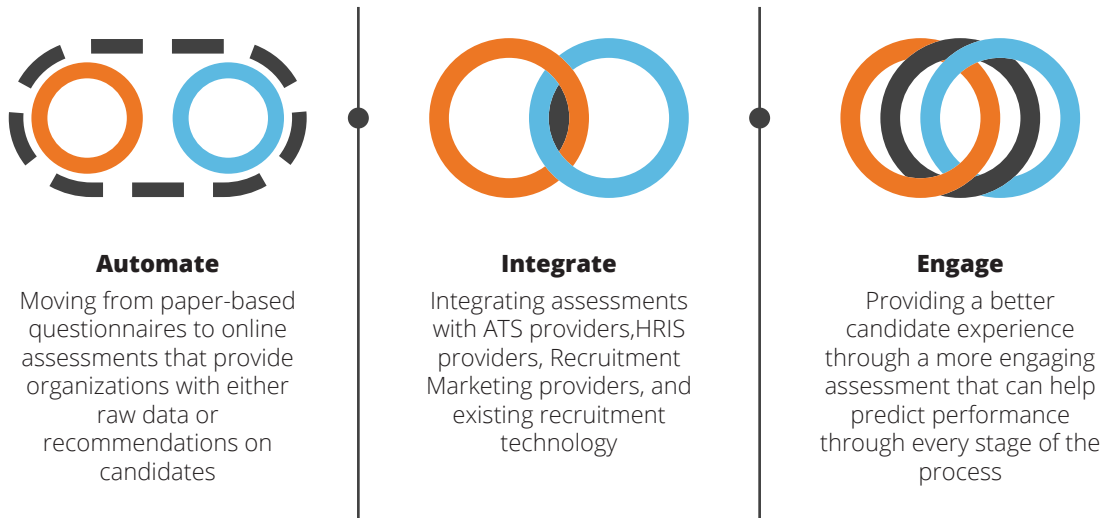 Automate
Moving from paper-based
questionnaires to online
assessments that provide
organizations with either
raw data or
recommendations on
candidates
Integrate
Integrating assessments
with ATS providers,HRIS
providers, Recruitment
Marketing providers, and
existing recruitment
technology
Engage
Providing a better
candidate experience
through a more engaging
assessment that can help
predict performance
through every stage of the
process